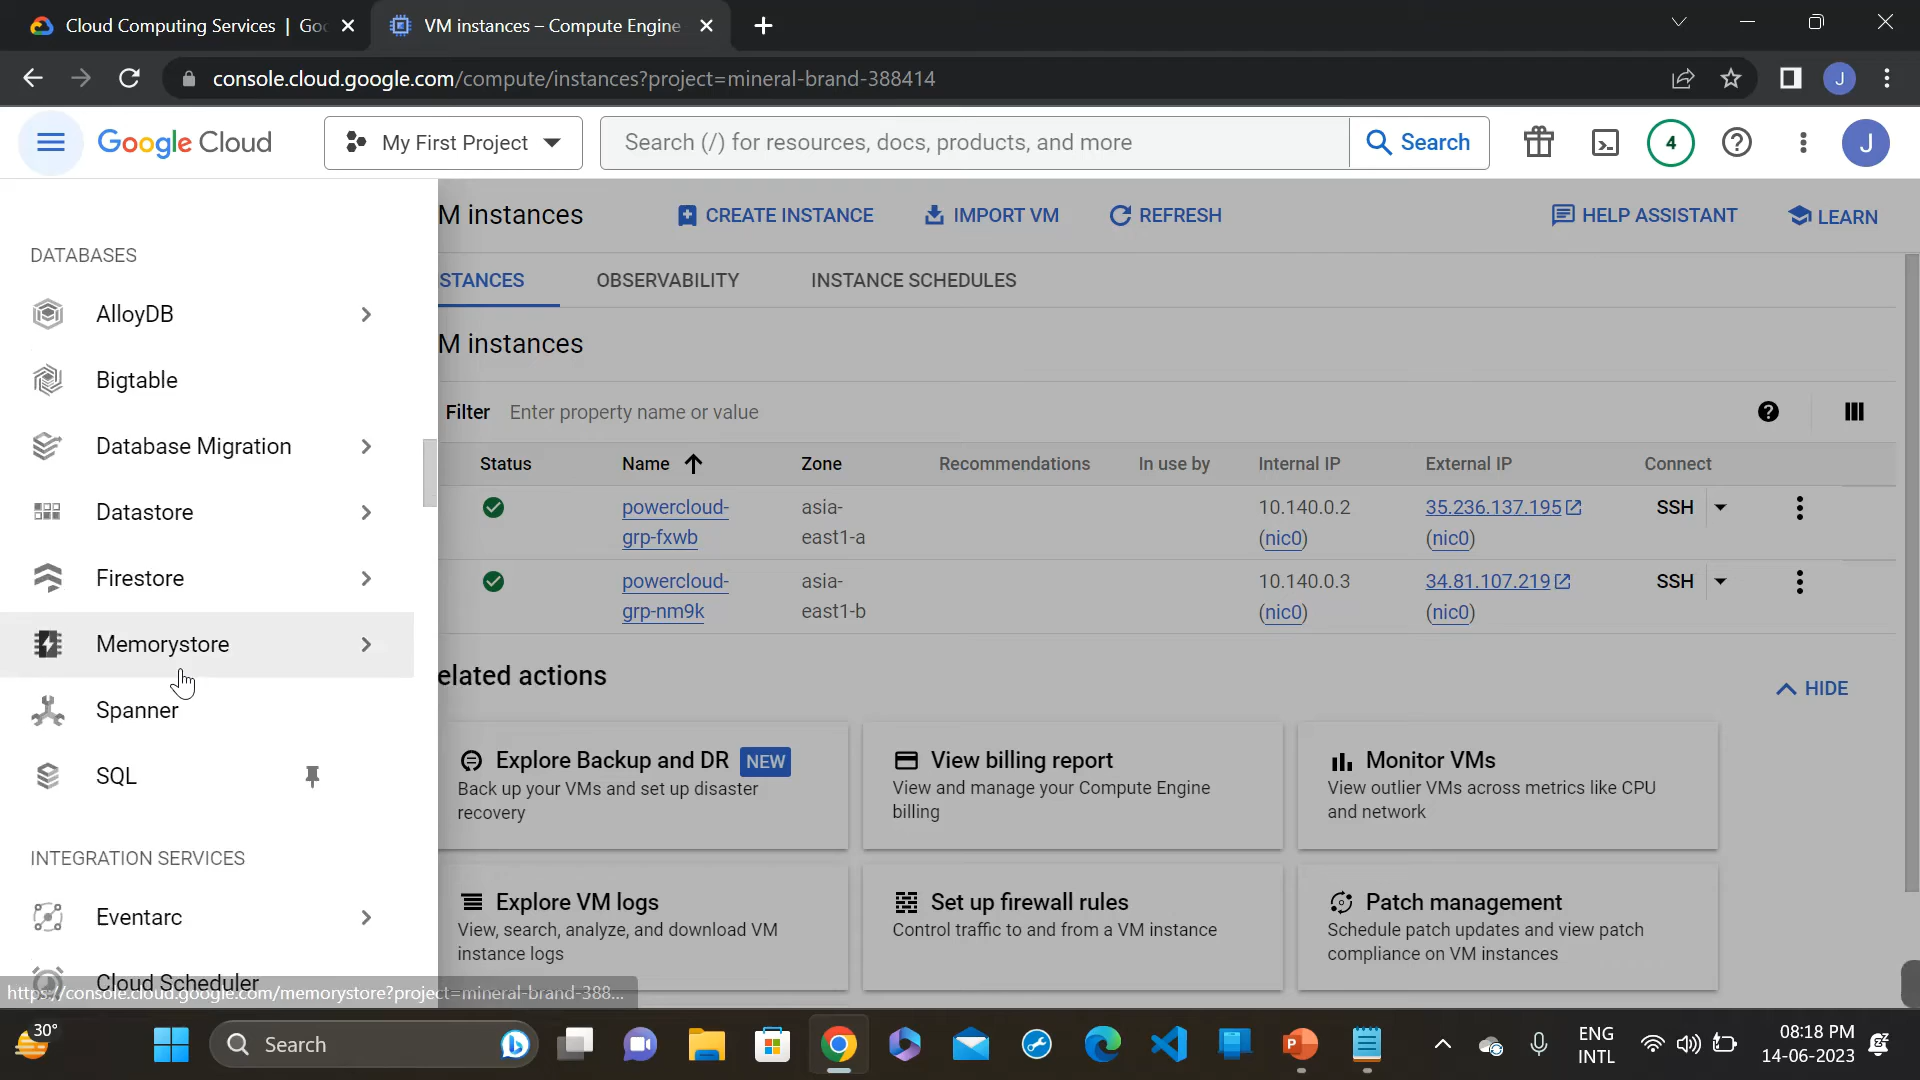 Cloud Computing Services | Goo
VM instances – Compute Engine
console.cloud.google.com/compute/instances?project=mineral-brand-388414
J
Google Cloud
My First Project
Search (/) for resources, docs, products, and more
Search
4
J
M instances
CREATE INSTANCE
IMPORT VM
REFRESH
HELP ASSISTANT
LEARN
DATABASES
AlloyDB
Bigtable
Database Migration
Datastore
Firestore
Memorystore
Spanner
SQL
INTEGRATION SERVICES
Eventarc
Cloud Scheduler
https://console.cloud.google.com/memorystore?project=mineral-brand-388...
STANCES
OBSERVABILITY
INSTANCE SCHEDULES
M instances
Filter Enter property name or value
Status Name Zone Recommendations In use by Internal IP External IP Connect
powercloud- asia- 10.140.0.2 35.236.137.195 SSH
grp-fxwb east1-a (nic0) (nic0)
powercloud- asia- 10.140.0.3 34.81.107.219 SSH
grp-nm9k east1-b (nic0) (nic0)
elated actions
HIDE
Explore Backup and DR NEW
Back up your VMs and set up disaster
recovery
View billing report
View and manage your Compute Engine
billing
Monitor VMs
View outlier VMs across metrics like CPU
and network
Explore VM logs
View, search, analyze, and download VM
instance logs
Set up firewall rules
Control traffic to and from a VM instance
Patch management
Schedule patch updates and view patch
compliance on VM instances
30°
Search
ENG
INTL
08:18 PM
14-06-2023